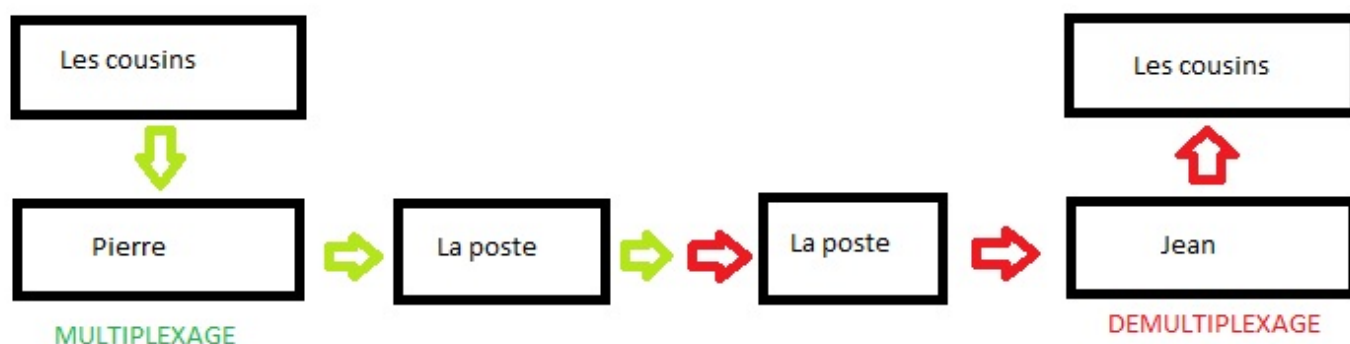 Les cousins
Les cousins
Pierre
La poste
La poste
Jean
MULTIPLEXAGE
DEMULTIPLEXAGE